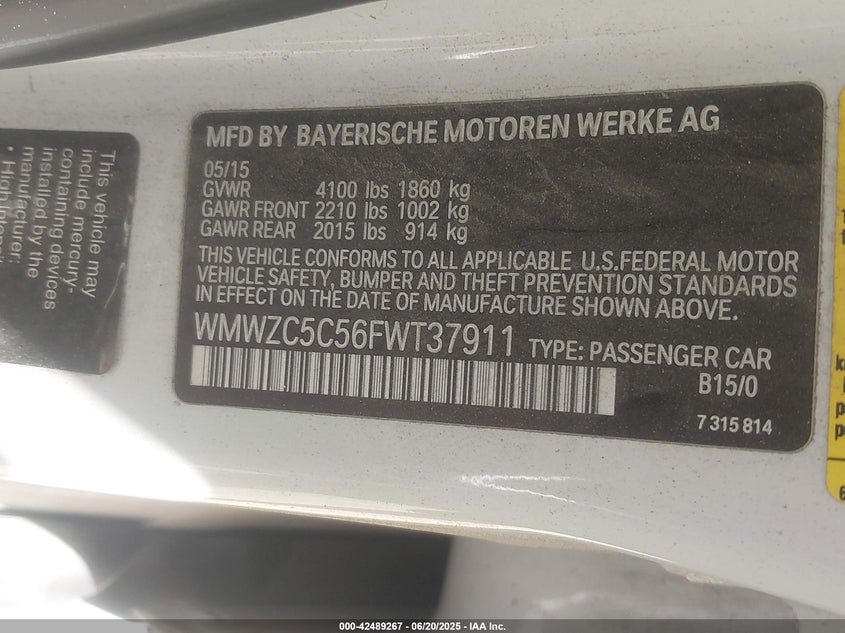 MFD BY BAYERISCHE MOTOREN WERKE AG
05/15
GVWR 4100 lbs 1860 kg
GAWR FRONT 2210 lbs 1002 kg
GAWR REAR 2015 lbs 914 kg
THIS VEHICLE CONFORMS TO ALL APPLICABLE U.S.FEDERAL MOTOR
VEHICLE SAFETY, BUMPER AND THEFT PREVENTION STANDARDS
IN EFFECT ON THE DATE OF MANUFACTURE SHOWN ABOVE.
WMWZC5C56FWT37911 TYPE: PASSENGER CAR
B15/0
7 315 814
This vehicle may
include mercury-
containing devices
installed by the
manufacturer:
000-42489267 - 06/20/2025 - IAA Inc.